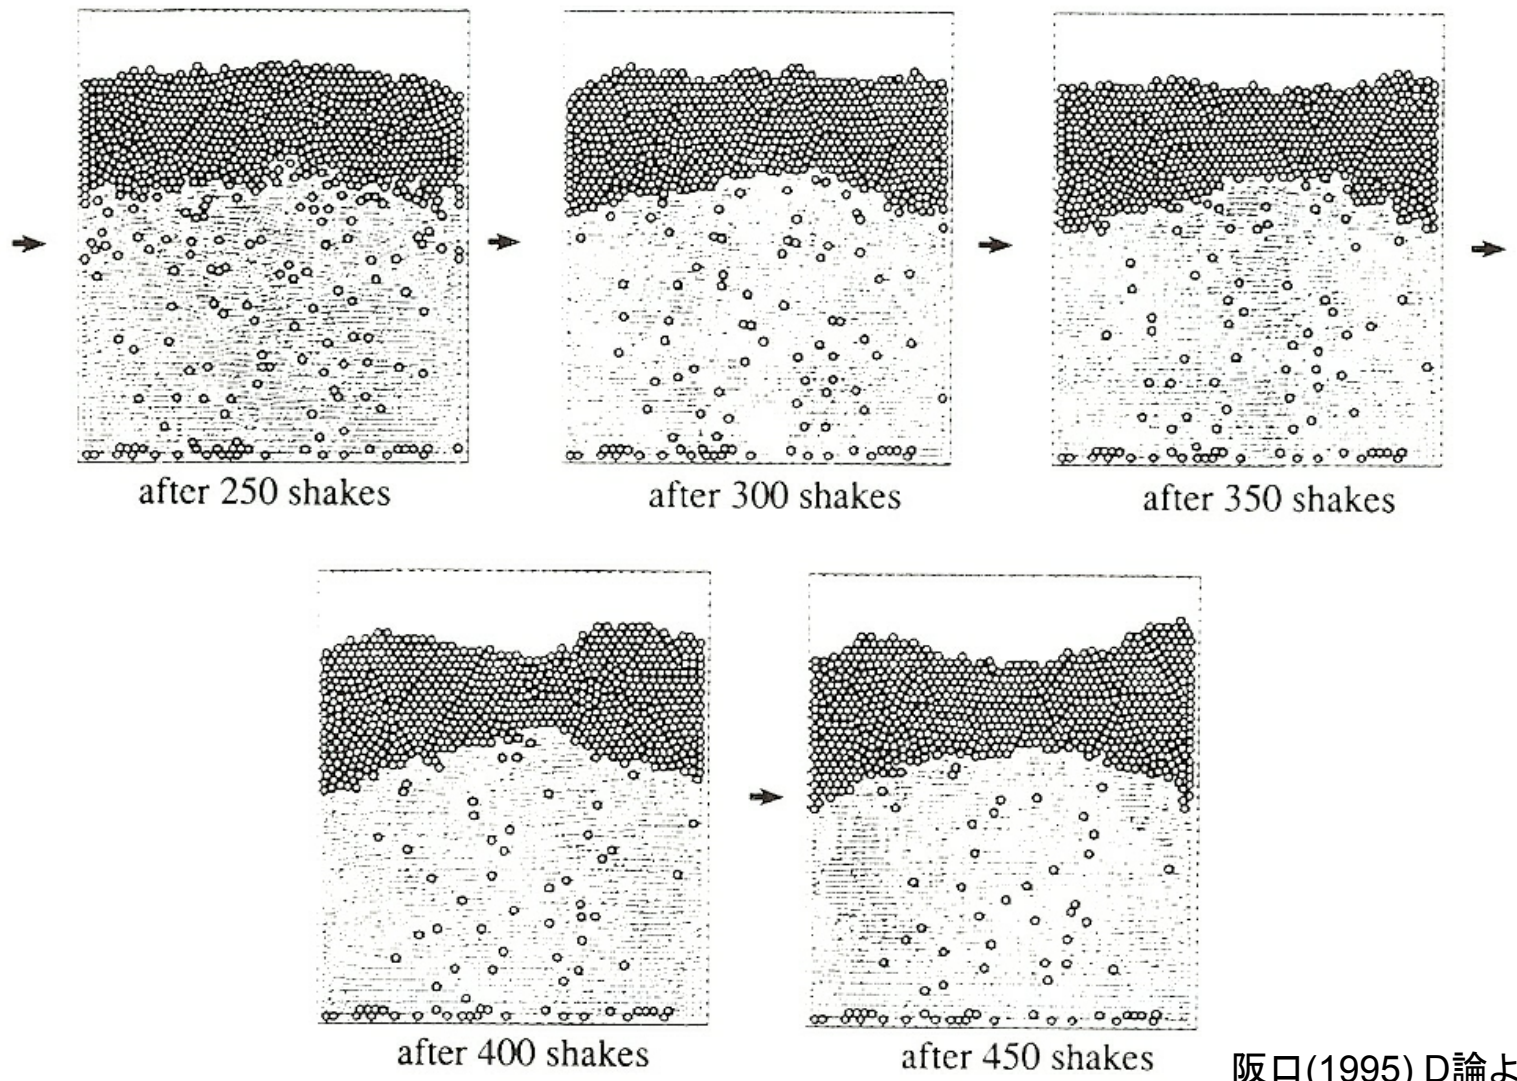 after 250 shakes
after 300 shakes
after 350 shakes
after 400 shakes
after 450 shakes
阪口(1995) D論よ